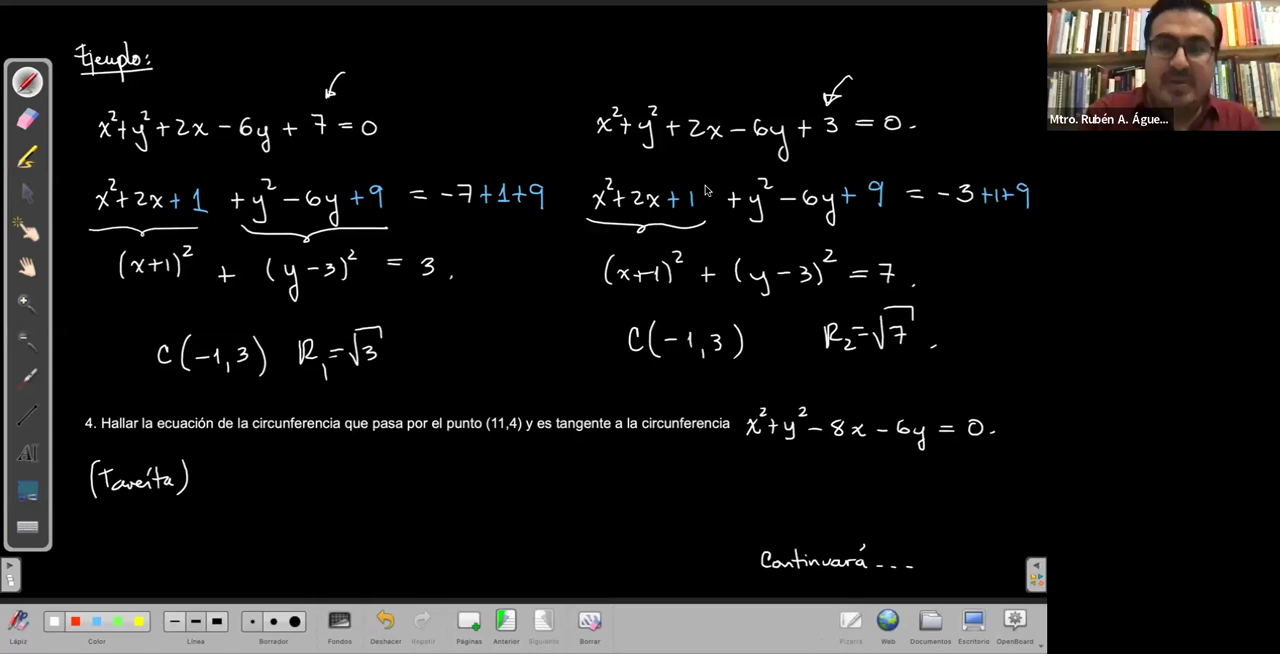 Ejemplo:
x²+y²+2x-6y+7=0
x²+2x+1 +y²-6y+9 = -7+1+9
(x+1)² + (y-3)² = 3.
C(-1,3) R₁=√3
x²+y²+2x-6y+3=0.
x²+2x+1 +y²-6y+9 = -3+1+9
(x+1)² + (y-3)² = 7.
C(-1,3) R₂=√7.
4. Hallar la ecuación de la circunferencia que pasa por el punto (11,4) y es tangente a la circunferencia x²+y²-8x-6y=0.
(Tareíta)
Continuará...
Mtro. Rubén A. Águe...
Lápiz Color Línea Borrador Fondos Deshacer Repetir Páginas Anterior Siguiente Borrar Pizarra Web Documentos Escritorio OpenBoard